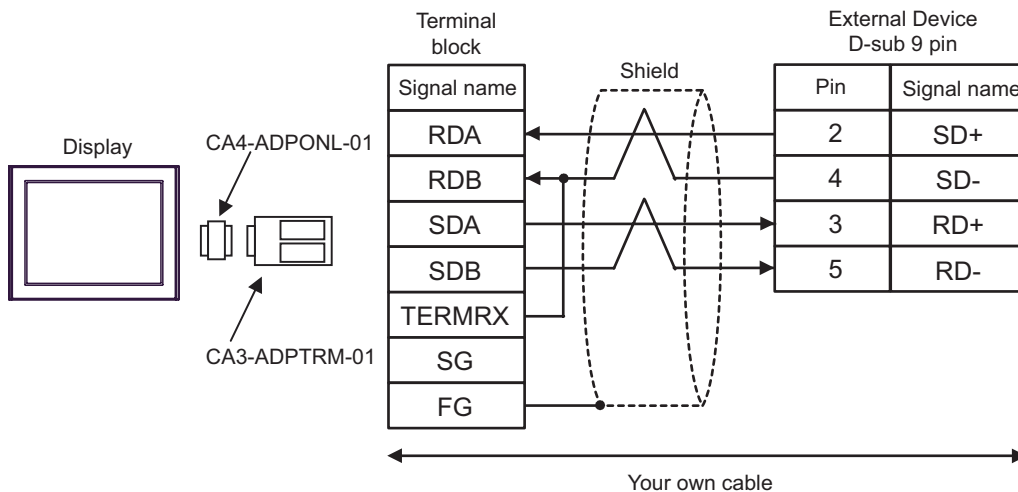 Terminal
block
External Device
D-sub 9 pin
Shield
Signal name
Pin
Signal name
RDA
2
SD+
Display
CA4-ADPONL-01
RDB
4
SD-
SDA
3
RD+
SDB
5
RD-
TERMRX
CA3-ADPTRM-01
SG
FG
Your own cable